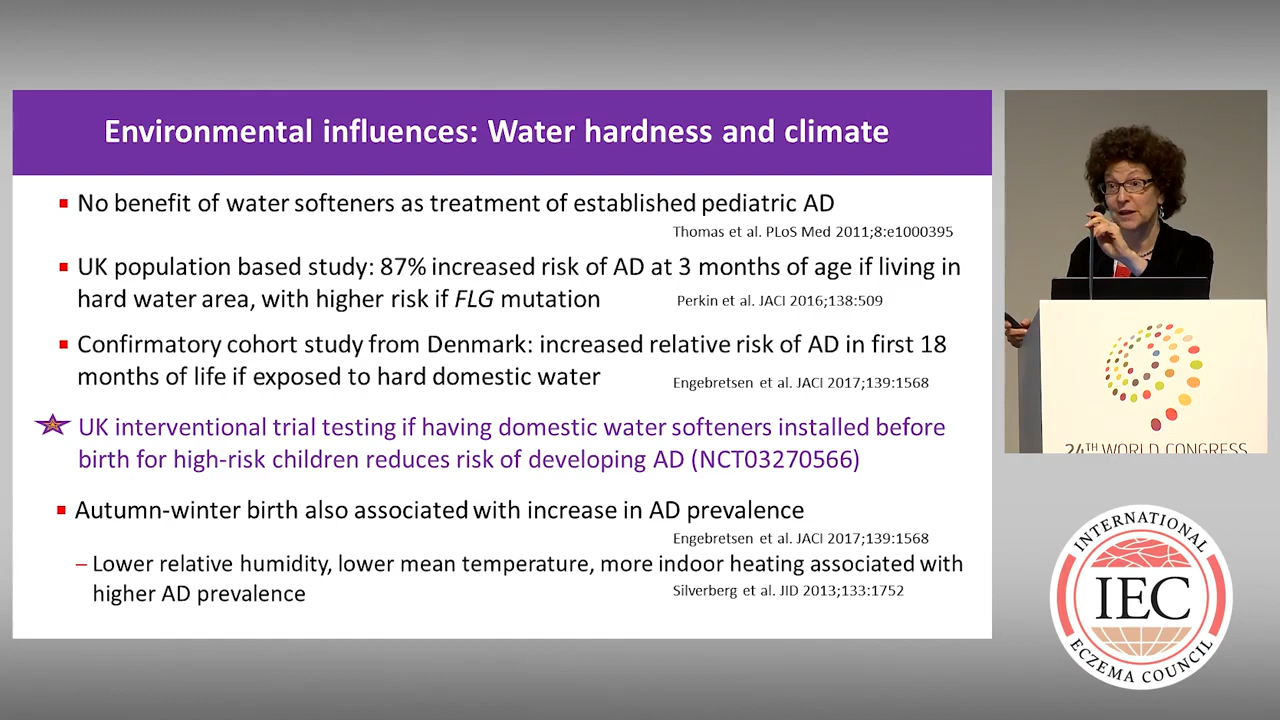 Environmental influences: Water hardness and climate
No benefit of water softeners as treatment of established pediatric AD
Thomas et al. PLoS Med 2011;8:e1000395
UK population based study: 87% increased risk of AD at 3 months of age if living in
hard water area, with higher risk if FLG mutation
Perkin et al. JACI 2016;138:509
Confirmatory cohort study from Denmark: increased relative risk of AD in first 18
months of life if exposed to hard domestic water
Engebretsen et al. JACI 2017;139:1568
UK interventional trial testing if having domestic water softeners installed before
birth for high-risk children reduces risk of developing AD (NCT03270566)
Autumn-winter birth also associated with increase in AD prevalence
Engebretsen et al. JACI 2017;139:1568
– Lower relative humidity, lower mean temperature, more indoor heating associated with
higher AD prevalence
Silverberg et al. JID 2013;133:1752
24TH WORLD CONGRESS
INTERNATIONAL
IEC
ECZEMA COUNCIL